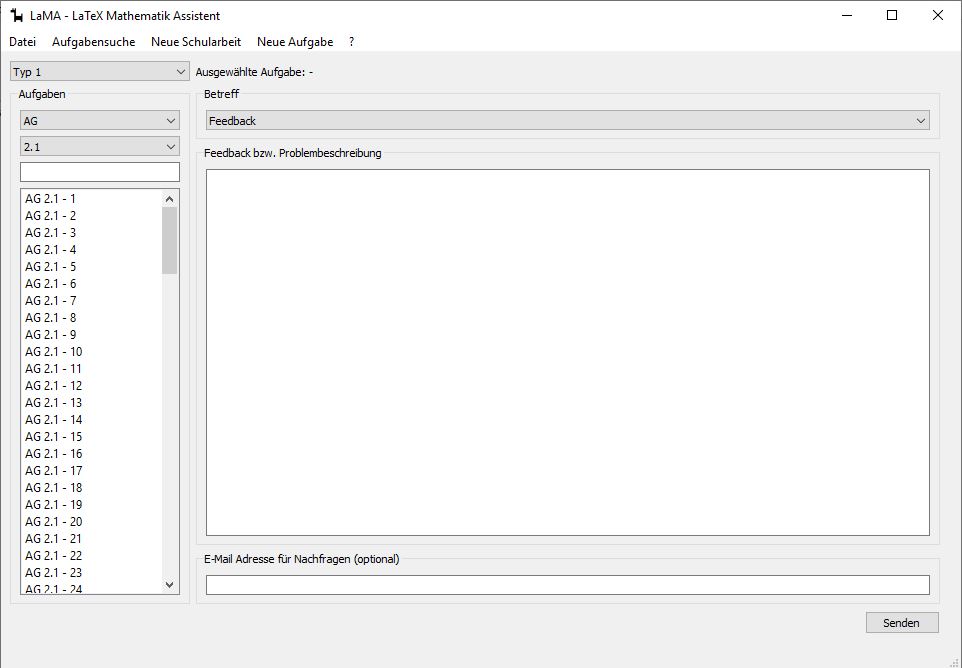 LaMA - LaTeX Mathematik Assistent
Datei Aufgabensuche Neue Schularbeit Neue Aufgabe ?
Typ 1
Ausgewählte Aufgabe: -
Aufgaben
AG
2.1
AG 2.1 - 1
AG 2.1 - 2
AG 2.1 - 3
AG 2.1 - 4
AG 2.1 - 5
AG 2.1 - 6
AG 2.1 - 7
AG 2.1 - 8
AG 2.1 - 9
AG 2.1 - 10
AG 2.1 - 11
AG 2.1 - 12
AG 2.1 - 13
AG 2.1 - 14
AG 2.1 - 15
AG 2.1 - 16
AG 2.1 - 17
AG 2.1 - 18
AG 2.1 - 19
AG 2.1 - 20
AG 2.1 - 21
AG 2.1 - 22
AG 2.1 - 23
AG 2.1 - 24
Betreff
Feedback
Feedback bzw. Problembeschreibung
E-Mail Adresse für Nachfragen (optional)
Senden